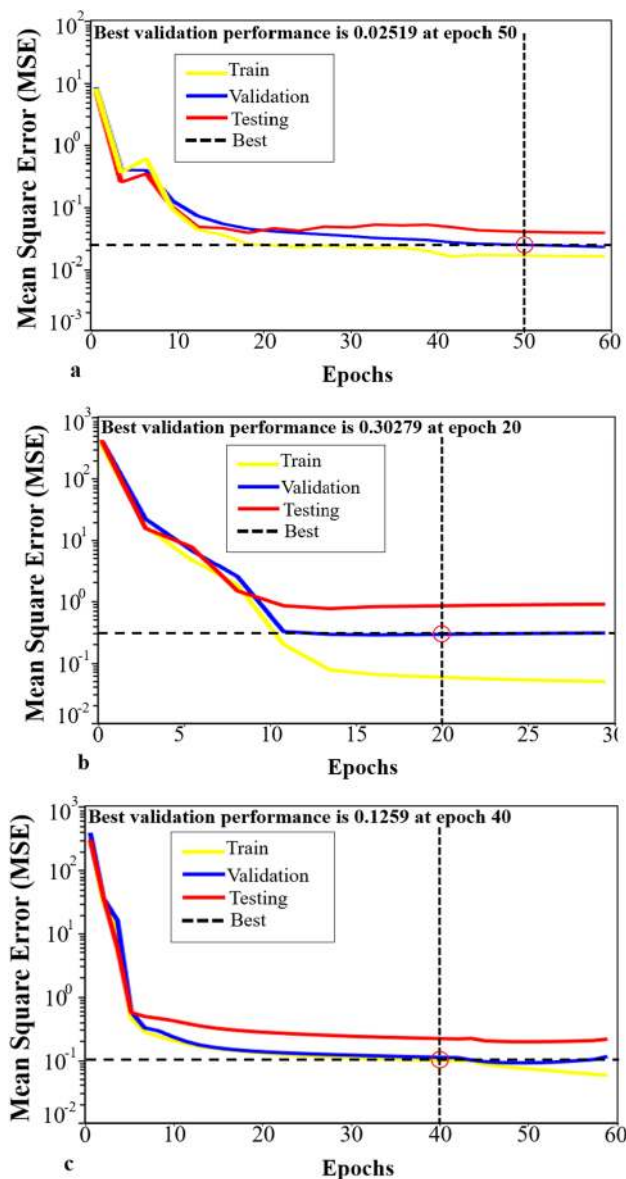 Best validation performance is 0.02519 at epoch 50
Train
Validation
Testing
Best
Mean Square Error (MSE)
10^2
10^1
10^0
10^-1
10^-2
10^-3
0 10 20 30 40 50 60
a
Epochs
Best validation performance is 0.30279 at epoch 20
Train
Validation
Testing
Best
Mean Square Error (MSE)
10^3
10^2
10^1
10^0
10^-1
10^-2
0 5 10 15 20 25 30
b
Epochs
Best validation performance is 0.1259 at epoch 40
Train
Validation
Testing
Best
Mean Square Error (MSE)
10^3
10^2
10^1
10^0
10^-1
10^-2
0 10 20 30 40 50 60
c
Epochs